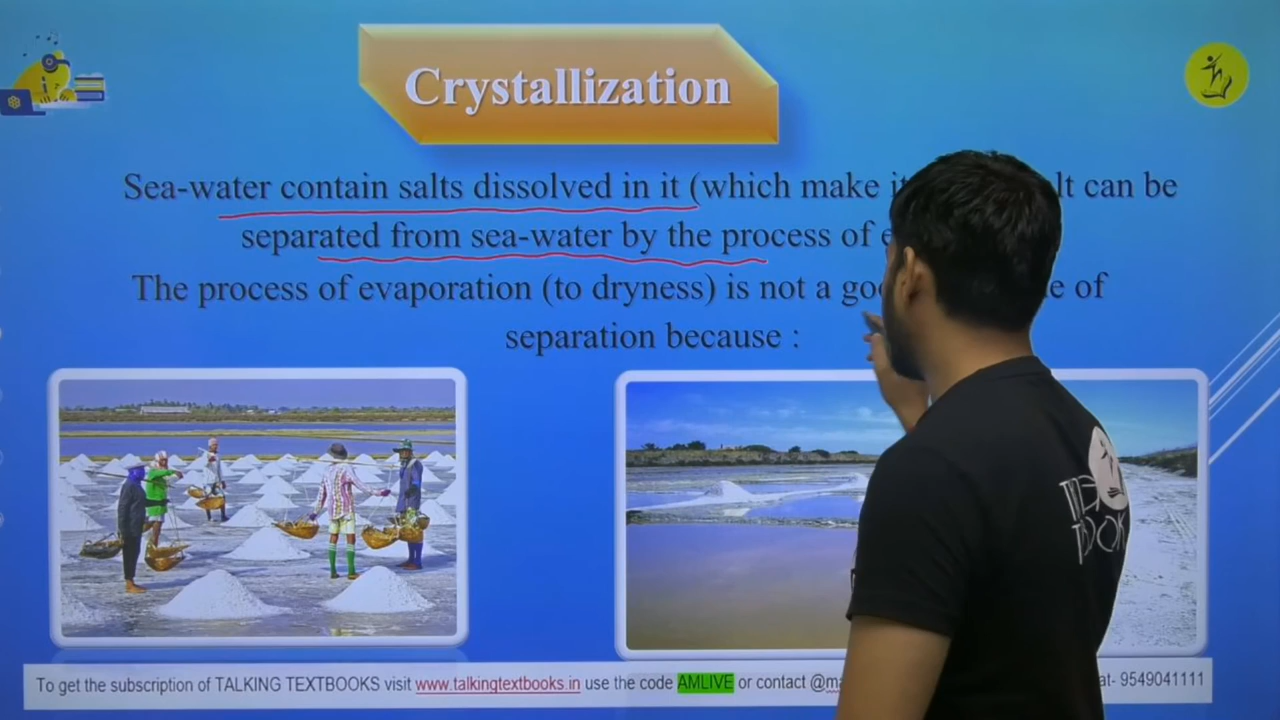 Crystallization
Sea-water contain salts dissolved in it (which make lt can be
separated from sea-water by the process of
The process of evaporation (to dryness) is not a of
separation because :
To get the subscription of TALKING TEXTBOOKS visit www.talkingtextbooks.in use the code AMLIVE or contact 9549041111